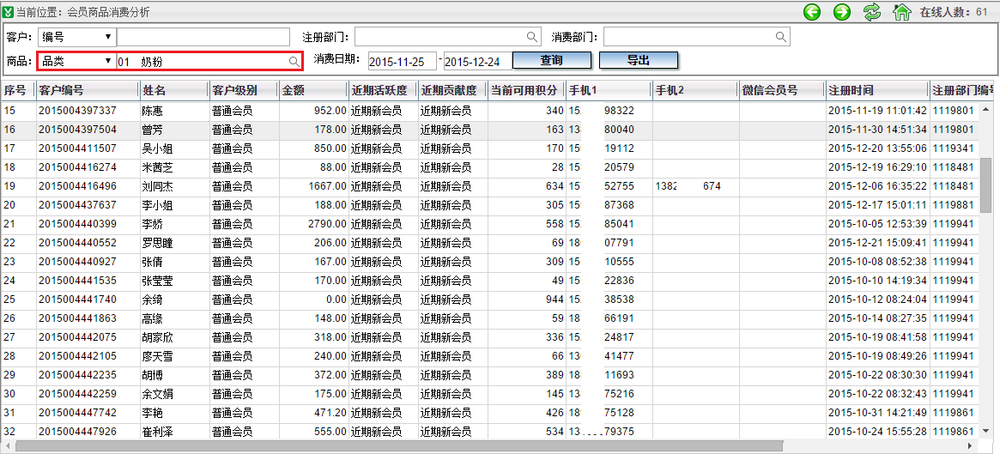 当前位置：会员商品消费分析 在线人数：61
客户： 编号 注册部门： 消费部门：
商品： 品类 01 奶粉 消费日期： 2015-11-25 - 2015-12-24 查询 导出
序号 客户编号 姓名 客户级别 金额 近期活跃度 近期贡献度 当前可用积分 手机1 手机2 微信会员号 注册时间 注册部门编号
15 2015004397337 陈惠 普通会员 952.00 近期新会员 近期新会员 340 15 98322 2015-11-19 11:01:42 1119801
16 2015004397504 曾芳 普通会员 178.00 近期新会员 近期新会员 163 13 80040 2015-11-30 14:51:34 1119801
17 2015004411507 吴小姐 普通会员 850.00 近期新会员 近期新会员 170 15 19112 2015-12-20 13:55:06 1119341
18 2015004416274 米茜芝 普通会员 88.00 近期新会员 近期新会员 28 15 20579 2015-12-19 16:29:10 1118481
19 2015004416496 刘同杰 普通会员 1667.00 近期新会员 近期新会员 634 15 52755 1382 674 2015-12-06 16:35:22 1118481
20 2015004437637 李小姐 普通会员 188.00 近期新会员 近期新会员 305 15 87368 2015-12-17 15:01:11 1119881
21 2015004440399 李娇 普通会员 2790.00 近期新会员 近期新会员 558 15 85041 2015-10-05 12:53:39 1119941
22 2015004440552 罗思瞳 普通会员 206.00 近期新会员 近期新会员 69 18 07791 2015-12-21 15:09:41 1119941
23 2015004440927 张倩 普通会员 167.00 近期新会员 近期新会员 309 15 10555 2015-10-08 08:52:38 1119941
24 2015004441535 张莹莹 普通会员 170.00 近期新会员 近期新会员 49 15 22836 2015-10-10 14:19:34 1119941
25 2015004441740 余绮 普通会员 0.00 近期新会员 近期新会员 944 15 38538 2015-10-12 08:24:04 1119941
26 2015004441863 高缘 普通会员 148.00 近期新会员 近期新会员 59 18 66191 2015-10-14 08:27:35 1119941
27 2015004442075 胡家欣 普通会员 318.00 近期新会员 近期新会员 336 15 24817 2015-10-19 08:41:58 1119941
28 2015004442105 廖天雪 普通会员 240.00 近期新会员 近期新会员 66 13 41477 2015-10-19 08:49:26 1119941
29 2015004442235 胡博 普通会员 372.00 近期新会员 近期新会员 389 18 11693 2015-10-22 08:30:30 1119941
30 2015004442259 余文娟 普通会员 175.00 近期新会员 近期新会员 145 13 75216 2015-10-22 08:32:43 1119941
31 2015004447742 李艳 普通会员 471.20 近期新会员 近期新会员 426 18 75128 2015-10-31 14:21:49 1119861
32 2015004447926 崔利泽 普通会员 555.00 近期新会员 近期新会员 534 13 79375 2015-10-24 15:55:28 1119861